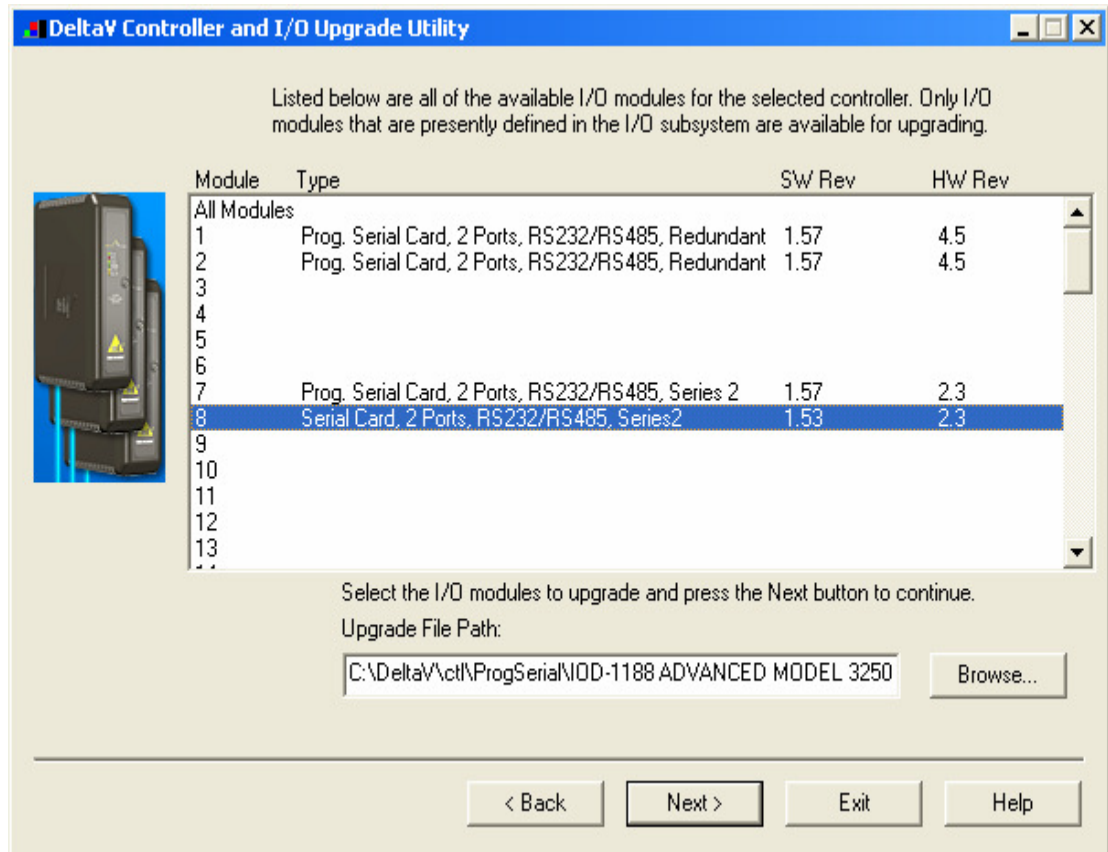 DeltaV Controller and I/O Upgrade Utility
Listed below are all of the available I/O modules for the selected controller. Only I/O
modules that are presently defined in the I/O subsystem are available for upgrading.
Module Type SW Rev HW Rev
All Modules
1 Prog. Serial Card, 2 Ports, RS232/RS485, Redundant 1.57 4.5
2 Prog. Serial Card, 2 Ports, RS232/RS485, Redundant 1.57 4.5
3
4
5
6
7 Prog. Serial Card, 2 Ports, RS232/RS485, Series 2 1.57 2.3
8 Serial Card, 2 Ports, RS232/RS485, Series2 1.53 2.3
9
10
11
12
13
Select the I/O modules to upgrade and press the Next button to continue.
Upgrade File Path:
C:\DeltaV\ctl\ProgSerial\IOD-1188 ADVANCED MODEL 3250 Browse...
< Back Next > Exit Help